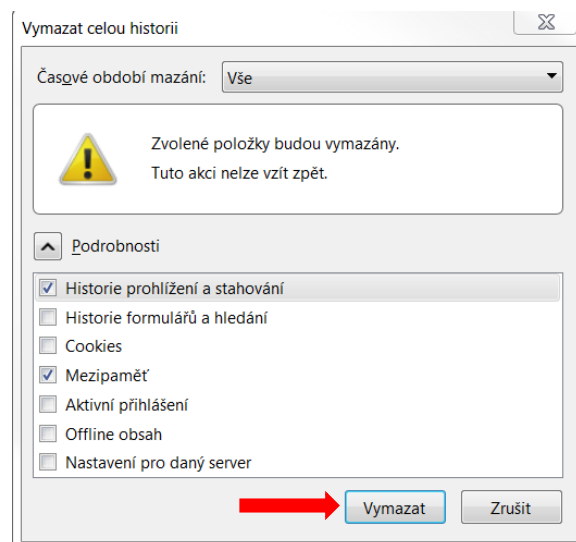 Vymazat celou historii
Časové období mazání: Vše
Zvolené položky budou vymazány.
Tuto akci nelze vzít zpět.
Podrobnosti
Historie prohlížení a stahování
Historie formulářů a hledání
Cookies
Mezipaměť
Aktivní přihlášení
Offline obsah
Nastavení pro daný server
Vymazat Zrušit